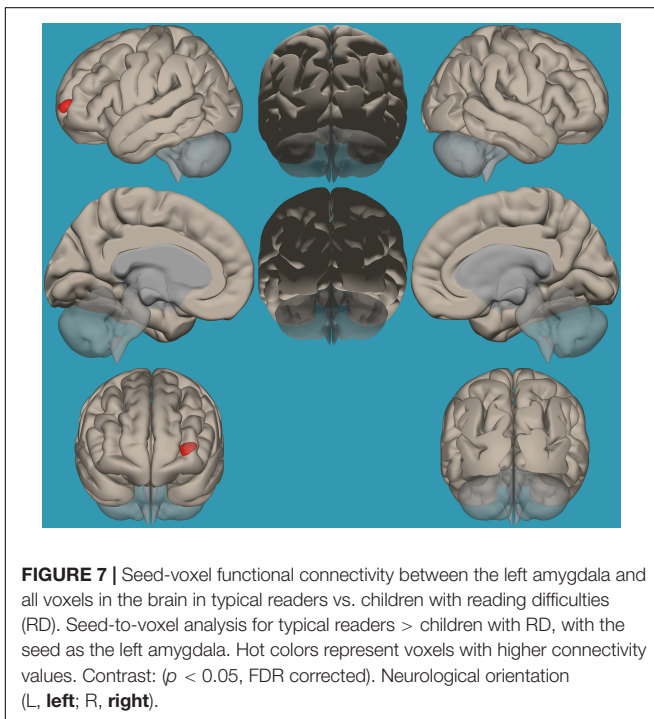 FIGURE 7 | Seed-voxel functional connectivity between the left amygdala and
all voxels in the brain in typical readers vs. children with reading difficulties
(RD). Seed-to-voxel analysis for typical readers > children with RD, with the
seed as the left amygdala. Hot colors represent voxels with higher connectivity
values. Contrast: (p < 0.05, FDR corrected). Neurological orientation
(L, left; R, right).